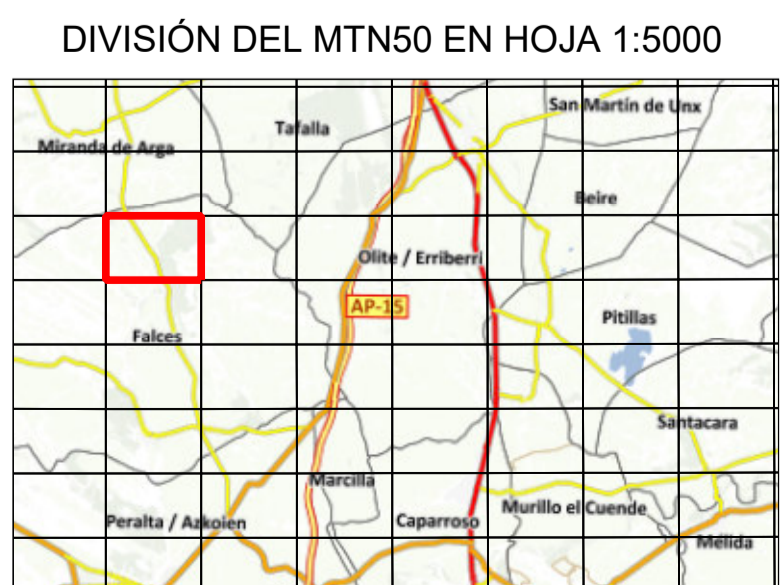 DIVISIÓN DEL MTN50 EN HOJA 1:5000
San Martín de Unx
Tafalla
Miranda de Arga
Beire
Olite / Erriberri
AP-15
Pitillas
Falces
Santacara
Marcilla
Murillo el Cuende
Peralta / Azkoien
Caparroso
Mélida